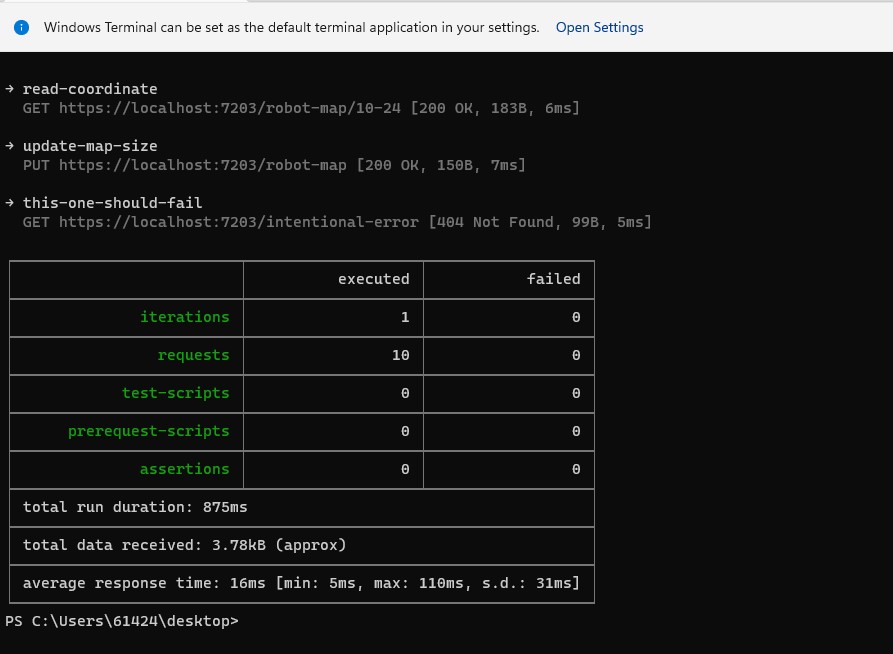 Windows Terminal can be set as the default terminal application in your settings. Open Settings
→ read-coordinate
GET https://localhost:7203/robot-map/10-24 [200 OK, 183B, 6ms]
→ update-map-size
PUT https://localhost:7203/robot-map [200 OK, 150B, 7ms]
→ this-one-should-fail
GET https://localhost:7203/intentional-error [404 Not Found, 99B, 5ms]
executed failed
iterations 1 0
requests 10 0
test-scripts 0 0
prerequest-scripts 0 0
assertions 0 0
total run duration: 875ms
total data received: 3.78kB (approx)
average response time: 16ms [min: 5ms, max: 110ms, s.d.: 31ms]
PS C:\Users\61424\desktop>